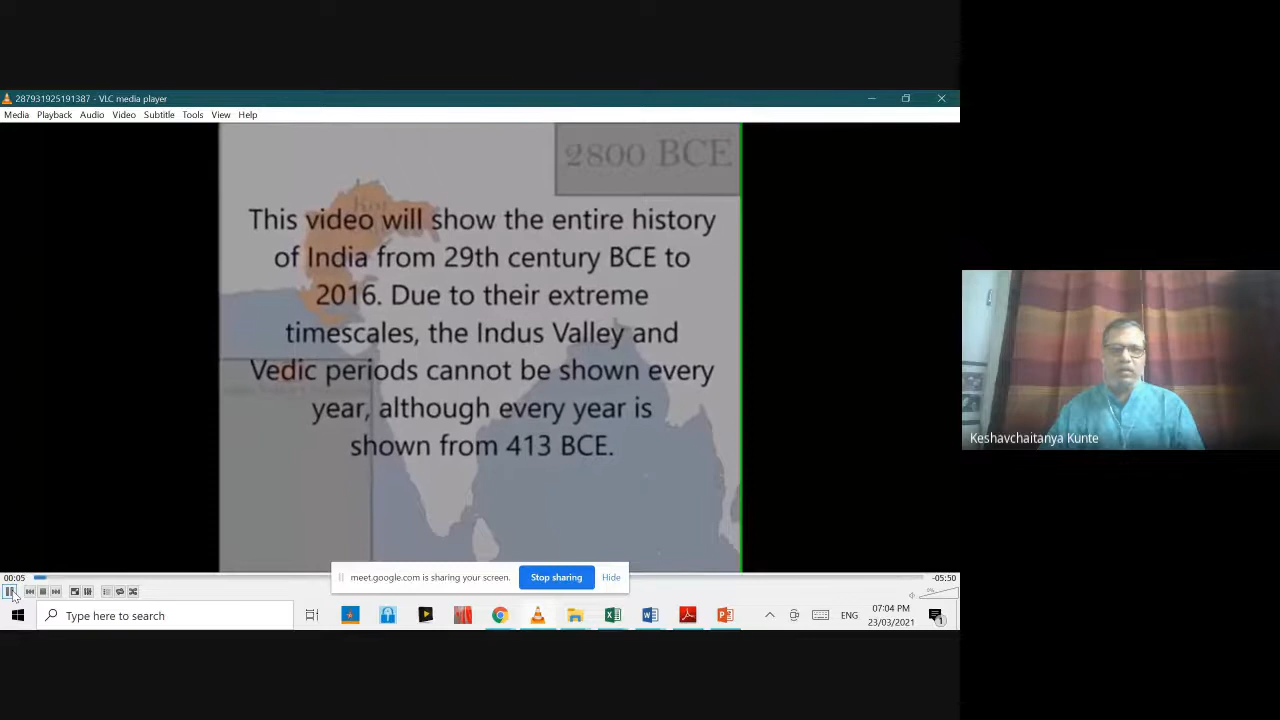 287931925191387 - VLC media player
Media Playback Audio Video Subtitle Tools View Help
2800 BCE
This video will show the entire history
of India from 29th century BCE to
2016. Due to their extreme
timescales, the Indus Valley and
Vedic periods cannot be shown every
year, although every year is
shown from 413 BCE.
Keshavchaitanya Kunte
meet.google.com is sharing your screen. Stop sharing Hide
00:05
-05:50
0%
Type here to search
ENG
07:04 PM
23/03/2021
1